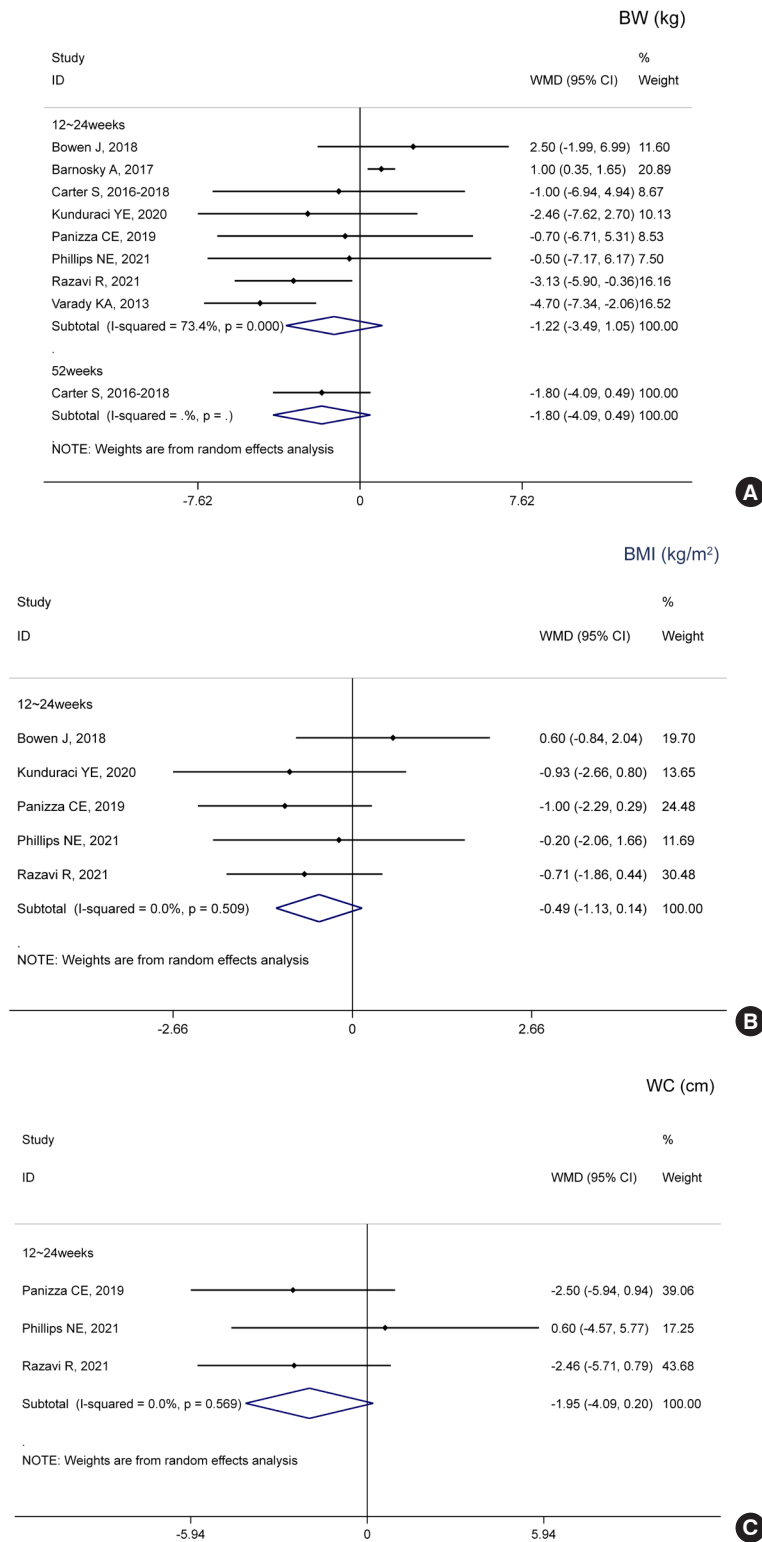 BW (kg)
Study %
ID WMD (95% CI) Weight
12~24weeks
Bowen J, 2018 2.50 (-1.99, 6.99) 11.60
Barnosky A, 2017 1.00 (0.35, 1.65) 20.89
Carter S, 2016-2018 -1.00 (-6.94, 4.94) 8.67
Kunduraci YE, 2020 -2.46 (-7.62, 2.70) 10.13
Panizza CE, 2019 -0.70 (-6.71, 5.31) 8.53
Phillips NE, 2021 -0.50 (-7.17, 6.17) 7.50
Razavi R, 2021 -3.13 (-5.90, -0.36)16.16
Varady KA, 2013 -4.70 (-7.34, -2.06)16.52
Subtotal (I-squared = 73.4%, p = 0.000) -1.22 (-3.49, 1.05) 100.00
.
52weeks
Carter S, 2016-2018 -1.80 (-4.09, 0.49) 100.00
Subtotal (I-squared = .%, p = .) -1.80 (-4.09, 0.49) 100.00
.
NOTE: Weights are from random effects analysis
-7.62 0 7.62
A
BMI (kg/m²)
Study %
ID WMD (95% CI) Weight
12~24weeks
Bowen J, 2018 0.60 (-0.84, 2.04) 19.70
Kunduraci YE, 2020 -0.93 (-2.66, 0.80) 13.65
Panizza CE, 2019 -1.00 (-2.29, 0.29) 24.48
Phillips NE, 2021 -0.20 (-2.06, 1.66) 11.69
Razavi R, 2021 -0.71 (-1.86, 0.44) 30.48
Subtotal (I-squared = 0.0%, p = 0.509) -0.49 (-1.13, 0.14) 100.00
.
NOTE: Weights are from random effects analysis
-2.66 0 2.66
B
WC (cm)
Study %
ID WMD (95% CI) Weight
12~24weeks
Panizza CE, 2019 -2.50 (-5.94, 0.94) 39.06
Phillips NE, 2021 0.60 (-4.57, 5.77) 17.25
Razavi R, 2021 -2.46 (-5.71, 0.79) 43.68
Subtotal (I-squared = 0.0%, p = 0.569) -1.95 (-4.09, 0.20) 100.00
.
NOTE: Weights are from random effects analysis
-5.94 0 5.94
C